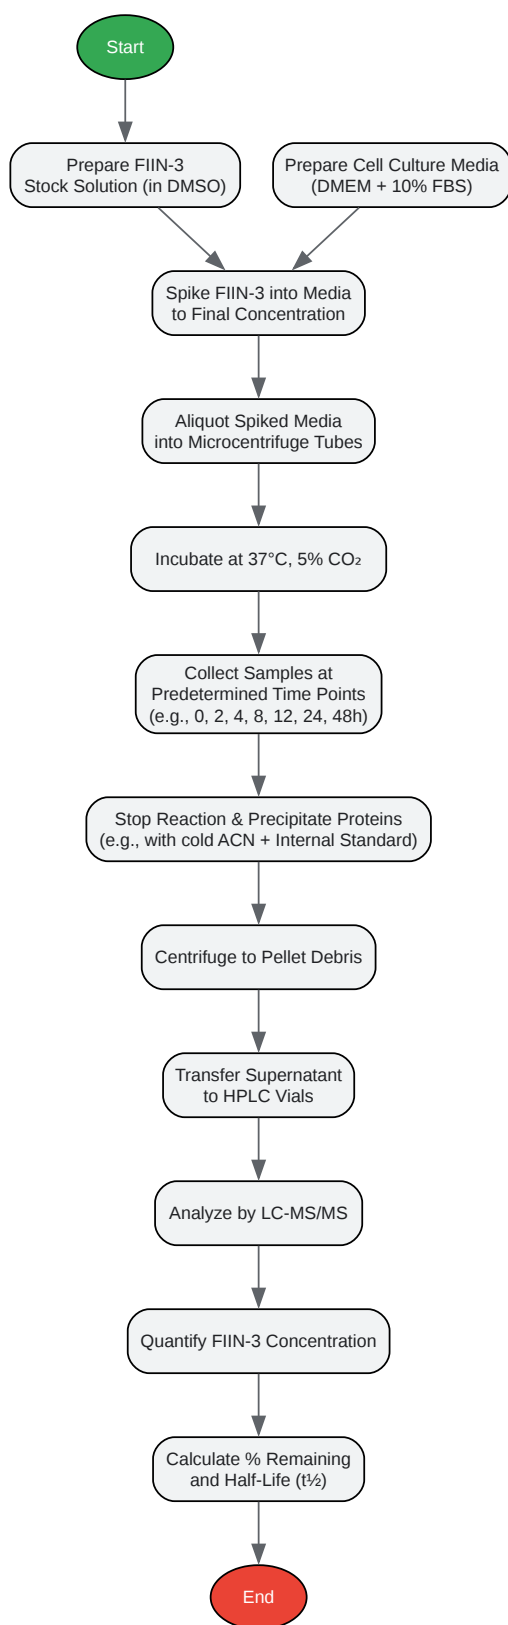 Start
Prepare FIIN-3
Stock Solution (in DMSO)
Prepare Cell Culture Media
(DMEM + 10% FBS)
Spike FIIN-3 into Media
to Final Concentration
Aliquot Spiked Media
into Microcentrifuge Tubes
Incubate at 37°C, 5% CO₂
Collect Samples at
Predetermined Time Points
(e.g., 0, 2, 4, 8, 12, 24, 48h)
Stop Reaction & Precipitate Proteins
(e.g., with cold ACN + Internal Standard)
Centrifuge to Pellet Debris
Transfer Supernatant
to HPLC Vials
Analyze by LC-MS/MS
Quantify FIIN-3 Concentration
Calculate % Remaining
and Half-Life (t½)
End